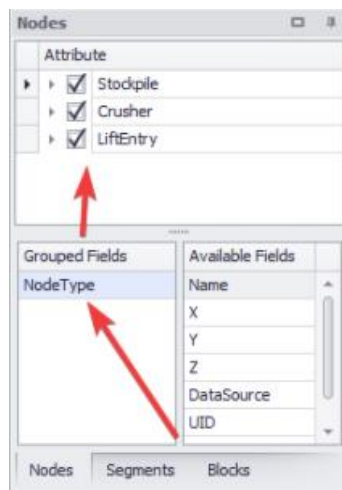 Nodes
Attribute
Stockpile
Crusher
LiftEntry
Grouped Fields Available Fields
NodeType Name
X
Y
Z
DataSource
UID
Nodes Segments Blocks